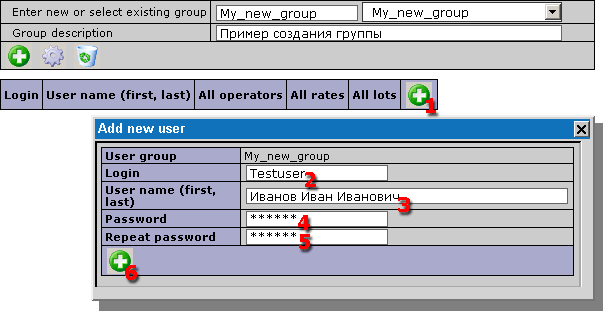 Enter new or select existing group My_new_group My_new_group
Group description Пример создания группы
Login User name (first, last) All operators All rates All lots
1
Add new user
User group My_new_group
Login Testuser 2
User name (first, last) Иванов Иван Иванович 3
Password ****** 4
Repeat password ****** 5
6